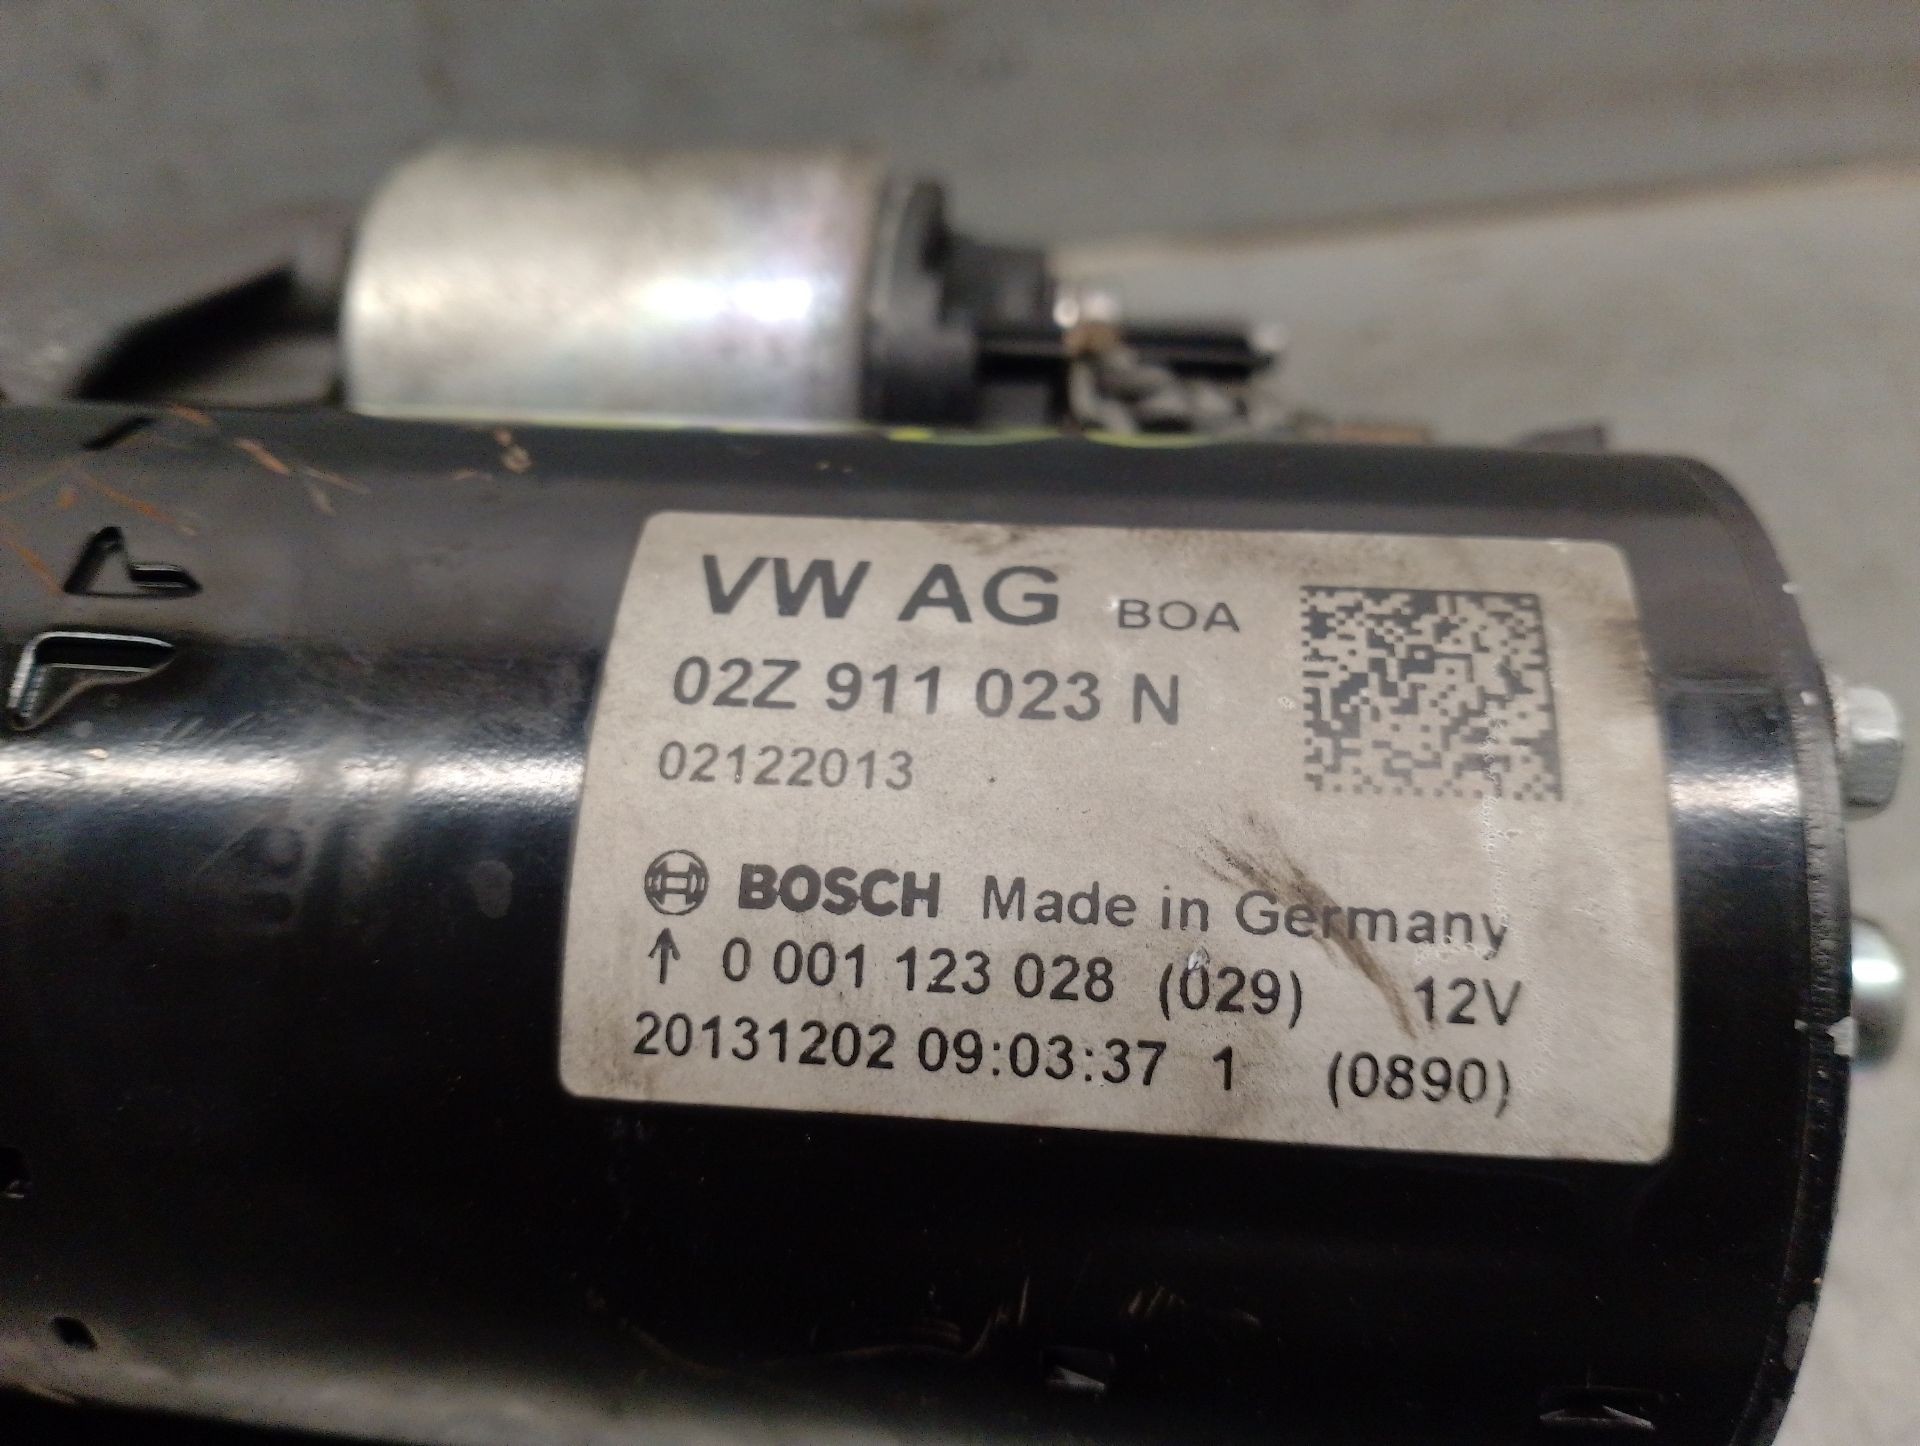 VW AG BOA
02Z 911 023 N
02122013
BOSCH Made in Germany
↑ 0 001 123 028 (029) 12V
20131202 09:03:37 1 (0890)